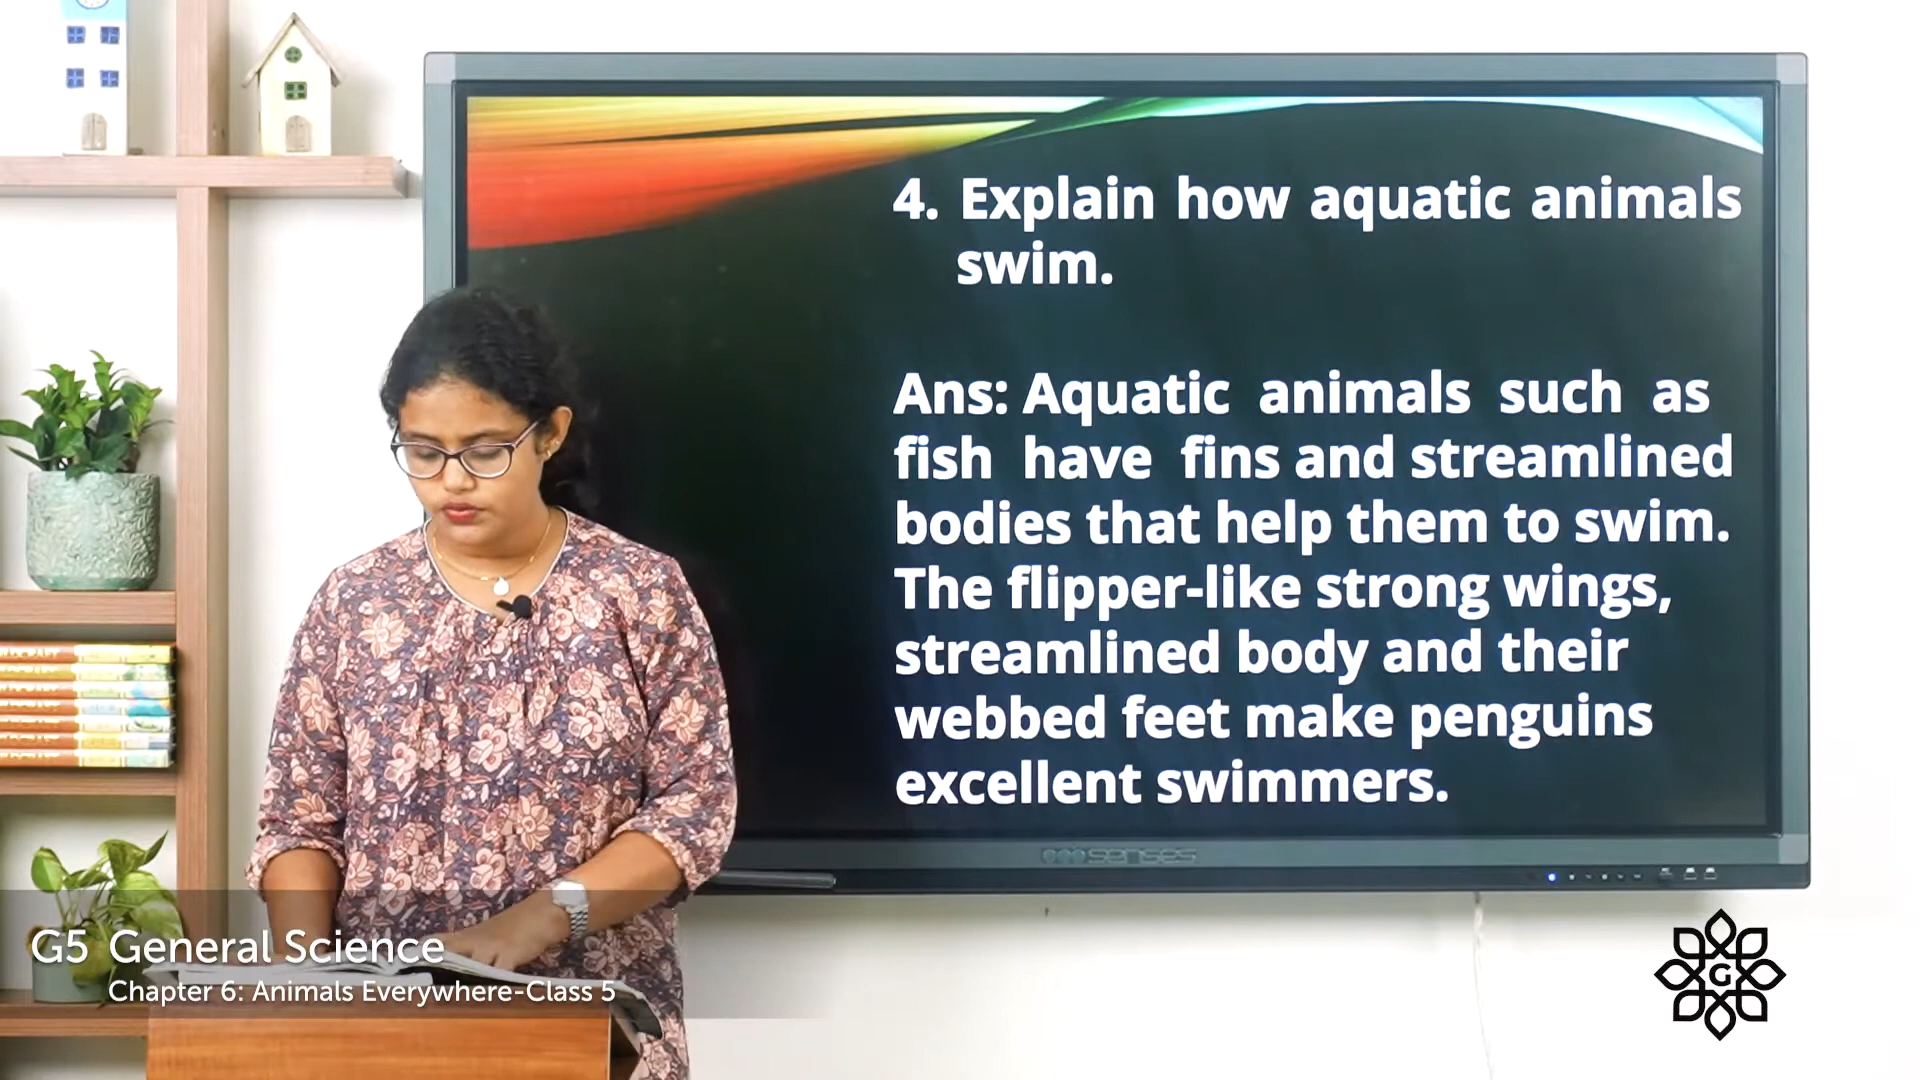 4. Explain how aquatic animals
swim.
Ans: Aquatic animals such as
fish have fins and streamlined
bodies that help them to swim.
The flipper-like strong wings,
streamlined body and their
webbed feet make penguins
excellent swimmers.
senses
G5 General Science
Chapter 6: Animals Everywhere-Class 5
G